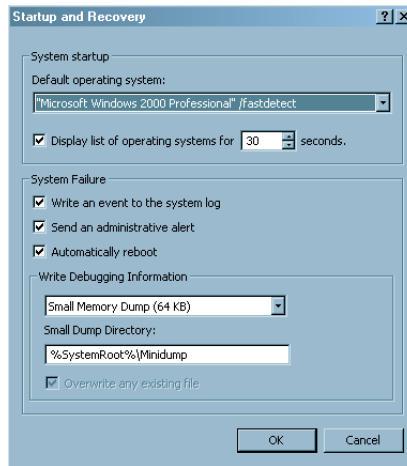 Startup and Recovery
System startup
Default operating system:
"Microsoft Windows 2000 Professional" /fastdetect
Display list of operating systems for 30 seconds.
System Failure
Write an event to the system log
Send an administrative alert
Automatically reboot
Write Debugging Information
Small Memory Dump (64 KB)
Small Dump Directory:
%SystemRoot%\Minidump
Overwrite any existing file
OK Cancel